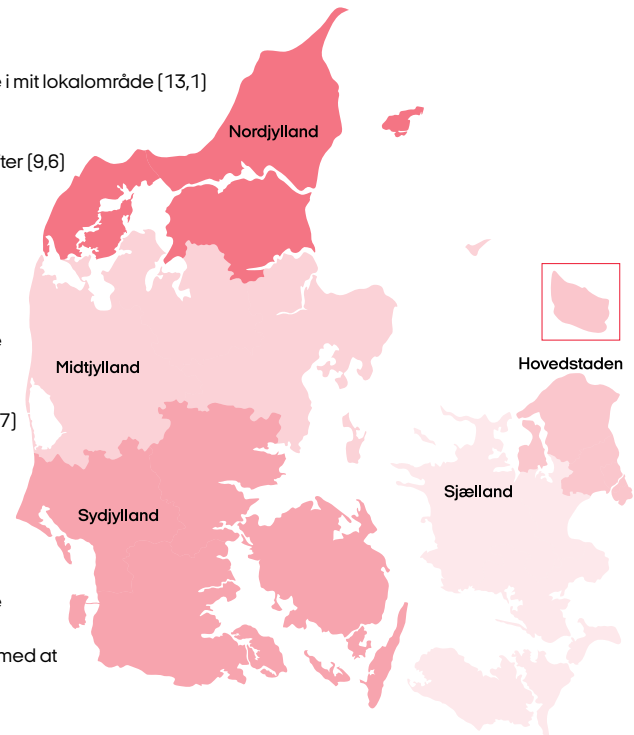 i mit lokalområde (13,1)
Nordjylland
ter (9,6)
Hovedstaden
Midtjylland
7)
Sjælland
Sydjylland
med at